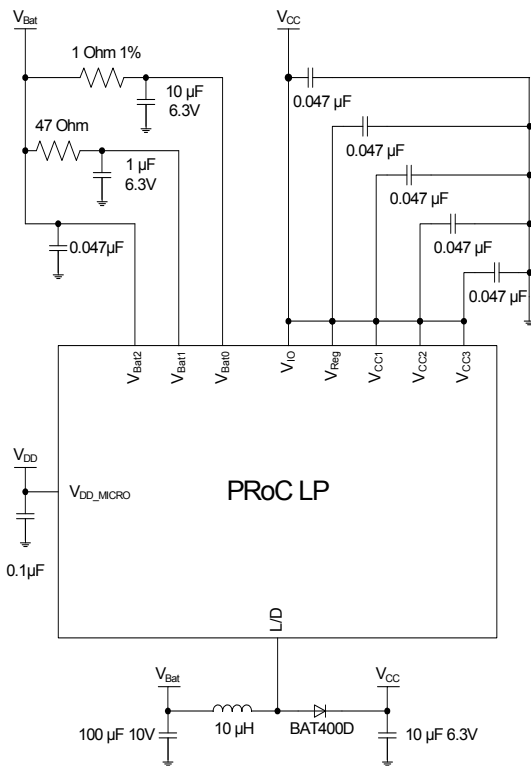 VBat
VCC
1 Ohm 1%
10 µF
6.3V
0.047 µF
47 Ohm
1 µF
6.3V
0.047 µF
0.047 µF
0.047µF
0.047 µF
0.047 µF
VBat2
VBat1
VBat0
VIO
VReg
VCC1
VCC2
VCC3
VDD
VDD_MICRO
PRoC LP
0.1µF
L/D
VBat
VCC
100 µF 10V
10 µH
BAT400D
10 µF 6.3V